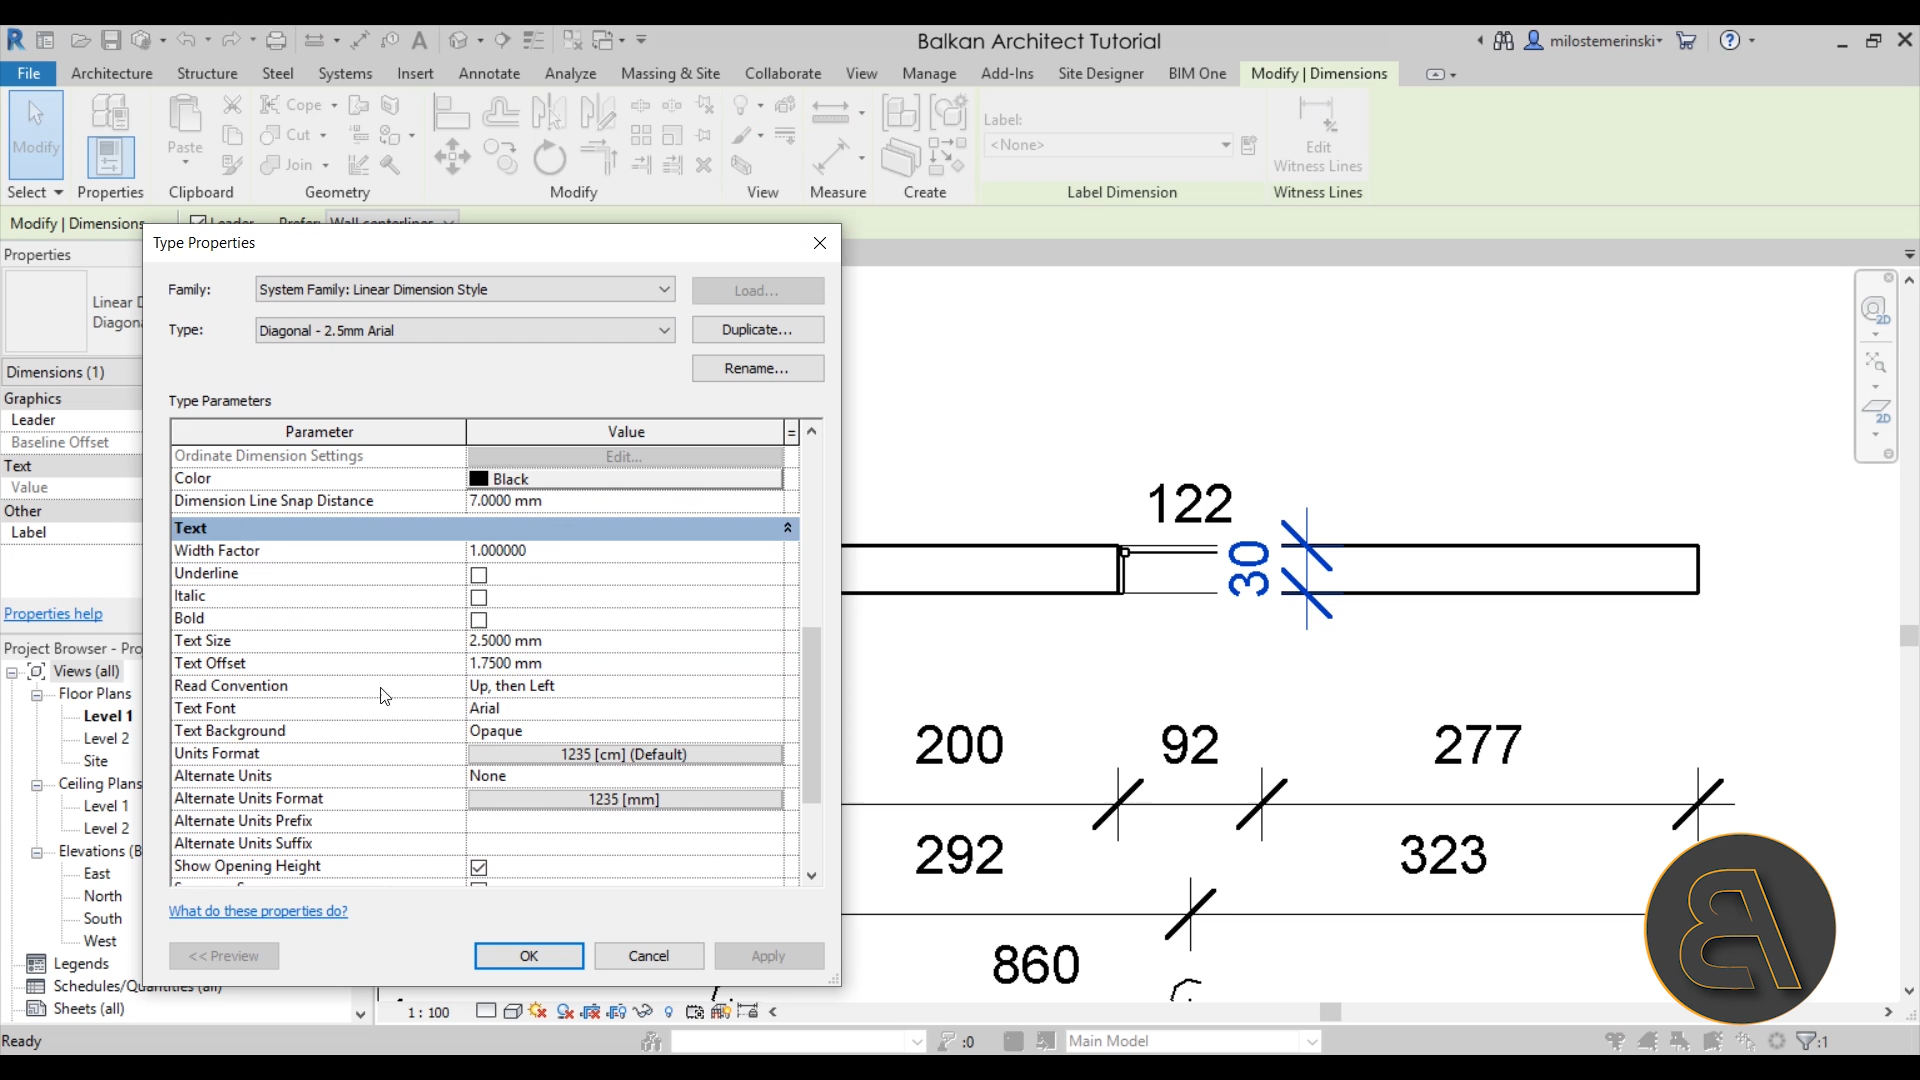 Balkan Architect Tutorial
milostemerinski
File Architecture Structure Steel Systems Insert Annotate Analyze Massing & Site Collaborate View Manage Add-Ins Site Designer BIM One Modify | Dimensions
Modify
Paste
Cope
Cut
Join
Label:
<None>
Edit
Witness Lines
Select Properties Clipboard Geometry Modify View Measure Create Label Dimension Witness Lines
Modify | Dimensions Leader Prefer: Wall centerlines
Properties
Linear D
Diagona
Dimensions (1)
Graphics
Leader
Baseline Offset
Text
Value
Other
Label
Properties help
Project Browser - Pro
Views (all)
Floor Plans
Level 1
Level 2
Site
Ceiling Plans
Level 1
Level 2
Elevations (B
East
North
South
West
Legends
Schedules/Quantities (all)
Sheets (all)
Type Properties
Family: System Family: Linear Dimension Style Load...
Type: Diagonal - 2.5mm Arial Duplicate...
Rename...
Type Parameters
Parameter Value =
Ordinate Dimension Settings Edit...
Color Black
Dimension Line Snap Distance 7.0000 mm
Text
Width Factor 1.000000
Underline
Italic
Bold
Text Size 2.5000 mm
Text Offset 1.7500 mm
Read Convention Up, then Left
Text Font Arial
Text Background Opaque
Units Format 1235 [cm] (Default)
Alternate Units None
Alternate Units Format 1235 [mm]
Alternate Units Prefix
Alternate Units Suffix
Show Opening Height
What do these properties do?
<< Preview OK Cancel Apply
122
30
200 92 277
292 323
860
2D
2D
1 : 100
Ready
:0
Main Model
:1